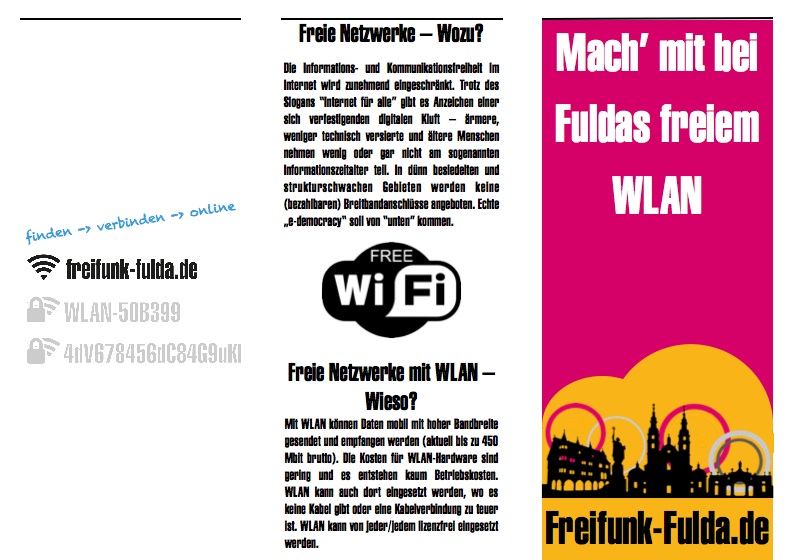 finden -> verbinden -> online
freifunk-fulda.de
WLAN-50B399
4dV678456dC84G9uKl
Freie Netzwerke – Wozu?
Die Informations- und Kommunikationsfreiheit im
Internet wird zunehmend eingeschränkt. Trotz des
Slogans "Internet für alle" gibt es Anzeichen einer
sich verfestigenden digitalen Kluft – ärmere,
weniger technisch versierte und ältere Menschen
nehmen wenig oder gar nicht am sogenannten
Informationszeitalter teil. In dünn besiedelten und
strukturschwachen Gebieten werden keine
(bezahlbaren) Breitbandanschlüsse angeboten. Echte
„e-democracy“ soll von “unten” kommen.
FREE
Wi Fi
Freie Netzwerke mit WLAN –
Wieso?
Mit WLAN können Daten mobil mit hoher Bandbreite
gesendet und empfangen werden (aktuell bis zu 450
Mbit brutto). Die Kosten für WLAN-Hardware sind
gering und es entstehen kaum Betriebskosten.
WLAN kann auch dort eingesetzt werden, wo es
keine Kabel gibt oder eine Kabelverbindung zu teuer
ist. WLAN kann von jeder/jedem lizenzfrei eingesetzt
werden.
Mach’ mit bei
Fuldas freiem
WLAN
Freifunk-Fulda.de